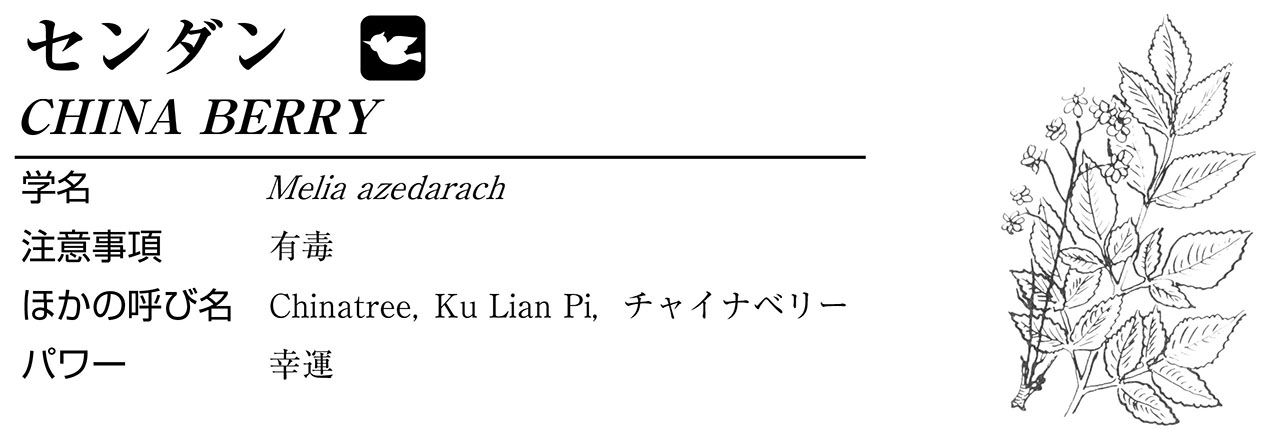 センダン
CHINA BERRY
学名 Melia azedarach
注意事項 有毒
ほかの呼び名 Chinatree, Ku Lian Pi, チャイナベリー
パワー 幸運